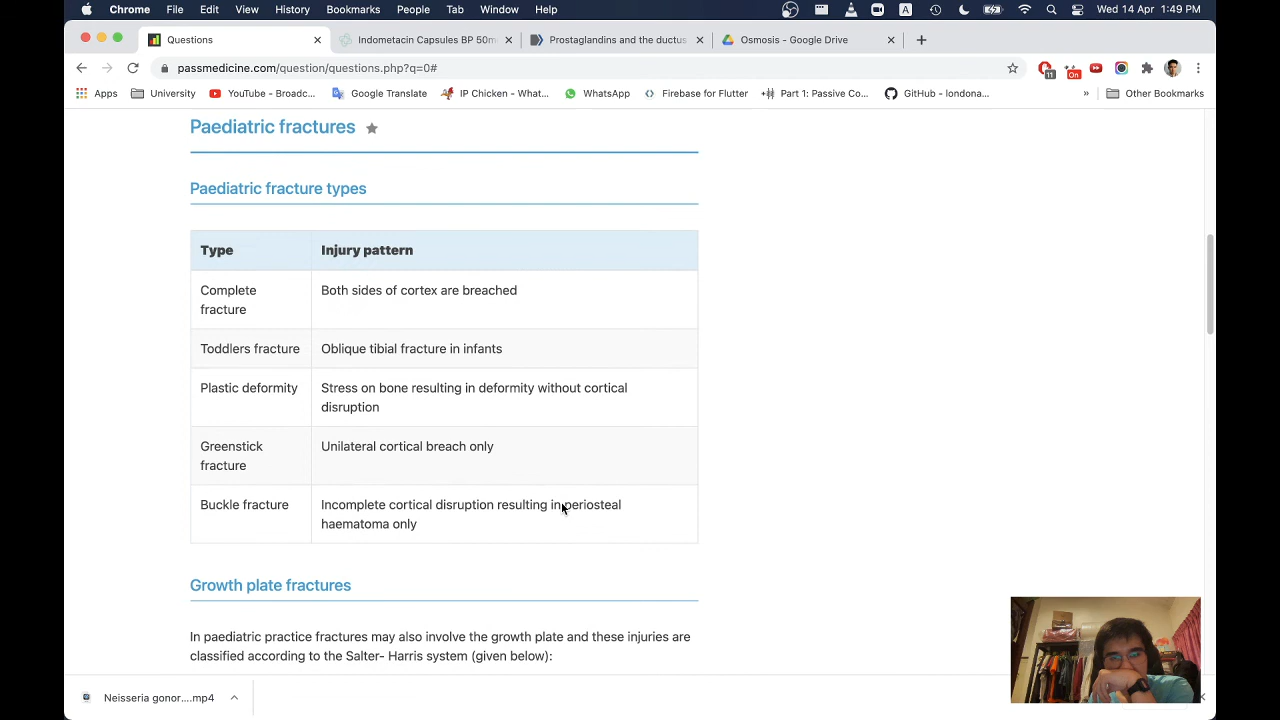 Chrome File Edit View History Bookmarks People Tab Window Help A Wed 14 Apr 1:49 PM
Questions Indometacin Capsules BP 50m Prostaglandins and the ductus Osmosis - Google Drive
passmedicine.com/question/questions.php?q=0# 11 On
Apps University YouTube - Broadc... Google Translate IP Chicken - What... WhatsApp Firebase for Flutter Part 1: Passive Co... GitHub - londona... » Other Bookmarks
Paediatric fractures
Paediatric fracture types
Type Injury pattern
Complete Both sides of cortex are breached
fracture
Toddlers fracture Oblique tibial fracture in infants
Plastic deformity Stress on bone resulting in deformity without cortical
disruption
Greenstick Unilateral cortical breach only
fracture
Buckle fracture Incomplete cortical disruption resulting in periosteal
haematoma only
Growth plate fractures
In paediatric practice fractures may also involve the growth plate and these injuries are
classified according to the Salter- Harris system (given below):
Neisseria gonor....mp4